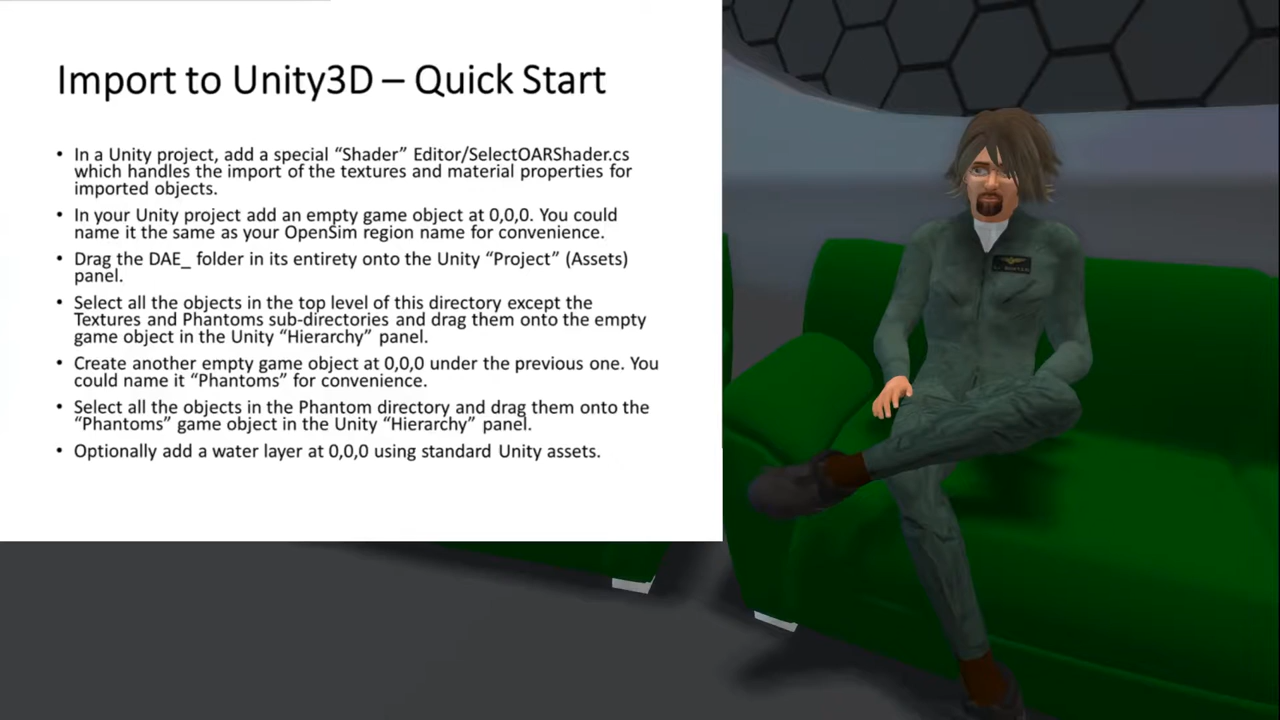 Import to Unity3D – Quick Start
• In a Unity project, add a special “Shader” Editor/SelectOARShader.cs
which handles the import of the textures and material properties for
imported objects.
• In your Unity project add an empty game object at 0,0,0. You could
name it the same as your OpenSim region name for convenience.
• Drag the DAE_ folder in its entirety onto the Unity “Project” (Assets)
panel.
• Select all the objects in the top level of this directory except the
Textures and Phantoms sub-directories and drag them onto the empty
game object in the Unity “Hierarchy” panel.
• Create another empty game object at 0,0,0 under the previous one. You
could name it “Phantoms” for convenience.
• Select all the objects in the Phantom directory and drag them onto the
“Phantoms” game object in the Unity “Hierarchy” panel.
• Optionally add a water layer at 0,0,0 using standard Unity assets.